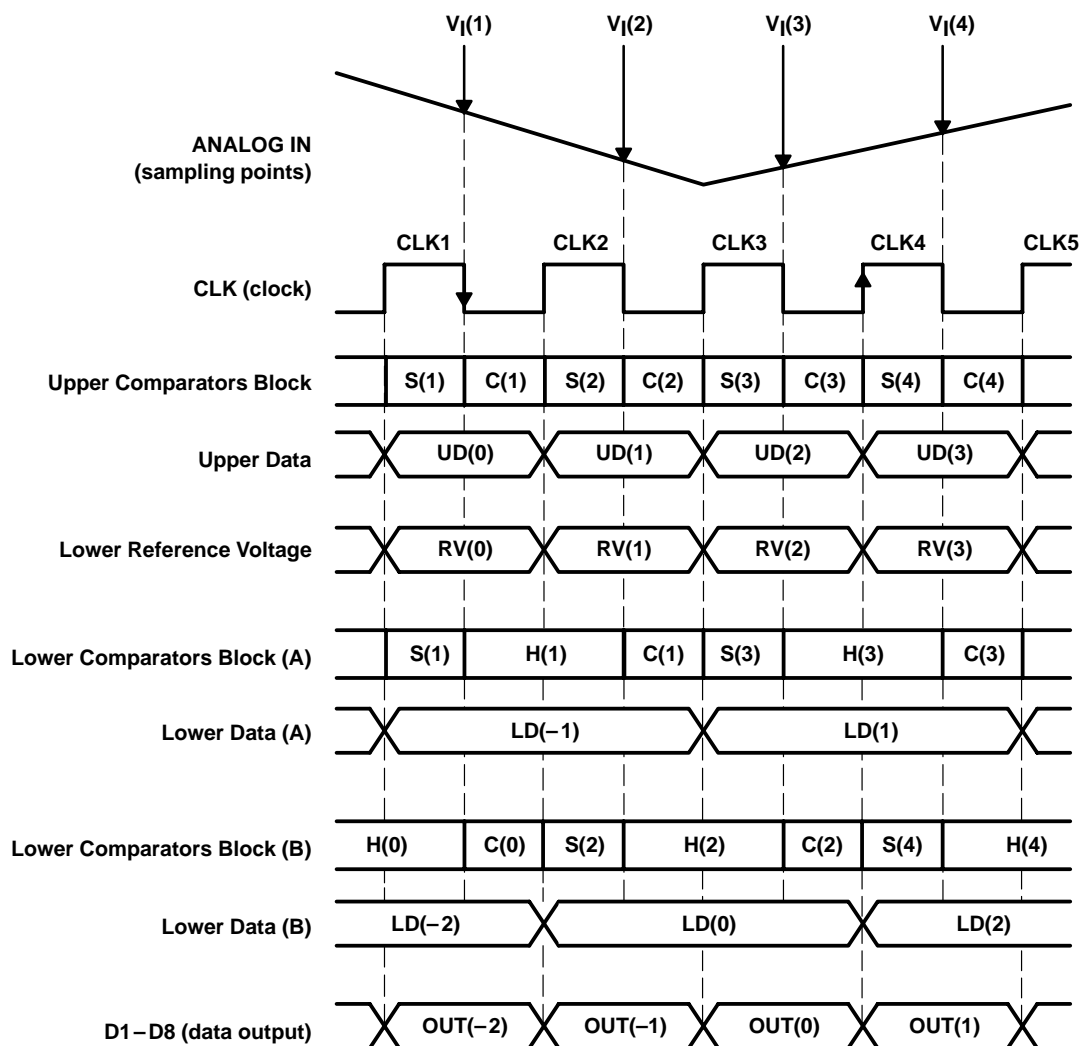 VI(1) VI(2) VI(3) VI(4)
ANALOG IN
(sampling points)
CLK1 CLK2 CLK3 CLK4 CLK5
CLK (clock)
Upper Comparators Block S(1) C(1) S(2) C(2) S(3) C(3) S(4) C(4)
Upper Data UD(0) UD(1) UD(2) UD(3)
Lower Reference Voltage RV(0) RV(1) RV(2) RV(3)
Lower Comparators Block (A) S(1) H(1) C(1) S(3) H(3) C(3)
Lower Data (A) LD(−1) LD(1)
Lower Comparators Block (B) H(0) C(0) S(2) H(2) C(2) S(4) H(4)
Lower Data (B) LD(−2) LD(0) LD(2)
D1−D8 (data output) OUT(−2) OUT(−1) OUT(0) OUT(1)